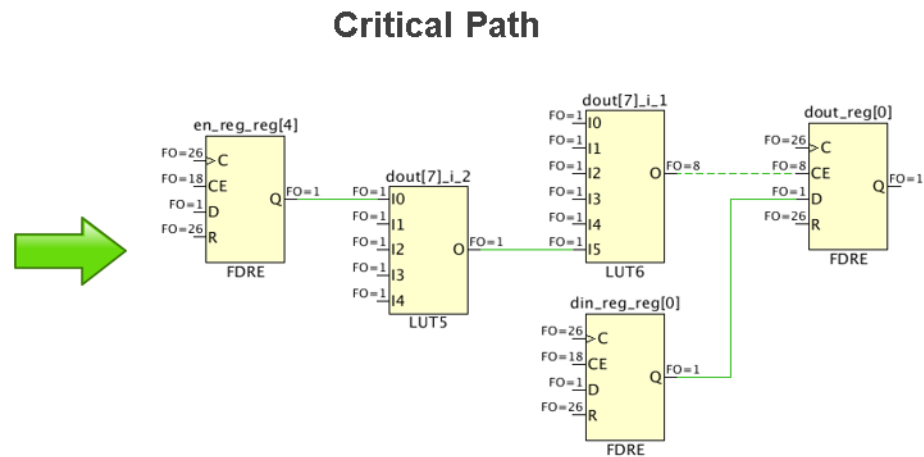 Critical Path
en_reg_reg[4]
FO=26
C
FO=18
CE
FO=1
D
FO=26
R
Q
FO=1
FDRE
dout[7]_i_2
FO=1
I0
FO=1
I1
FO=1
I2
FO=1
I3
FO=1
I4
O
FO=1
LUT5
dout[7]_i_1
FO=1
I0
FO=1
I1
FO=1
I2
FO=1
I3
FO=1
I4
FO=1
I5
O
FO=8
LUT6
dout_reg[0]
FO=26
C
FO=8
CE
FO=1
D
FO=26
R
Q
FO=1
FDRE
din_reg_reg[0]
FO=26
C
FO=18
CE
FO=1
D
FO=26
R
Q
FO=1
FDRE